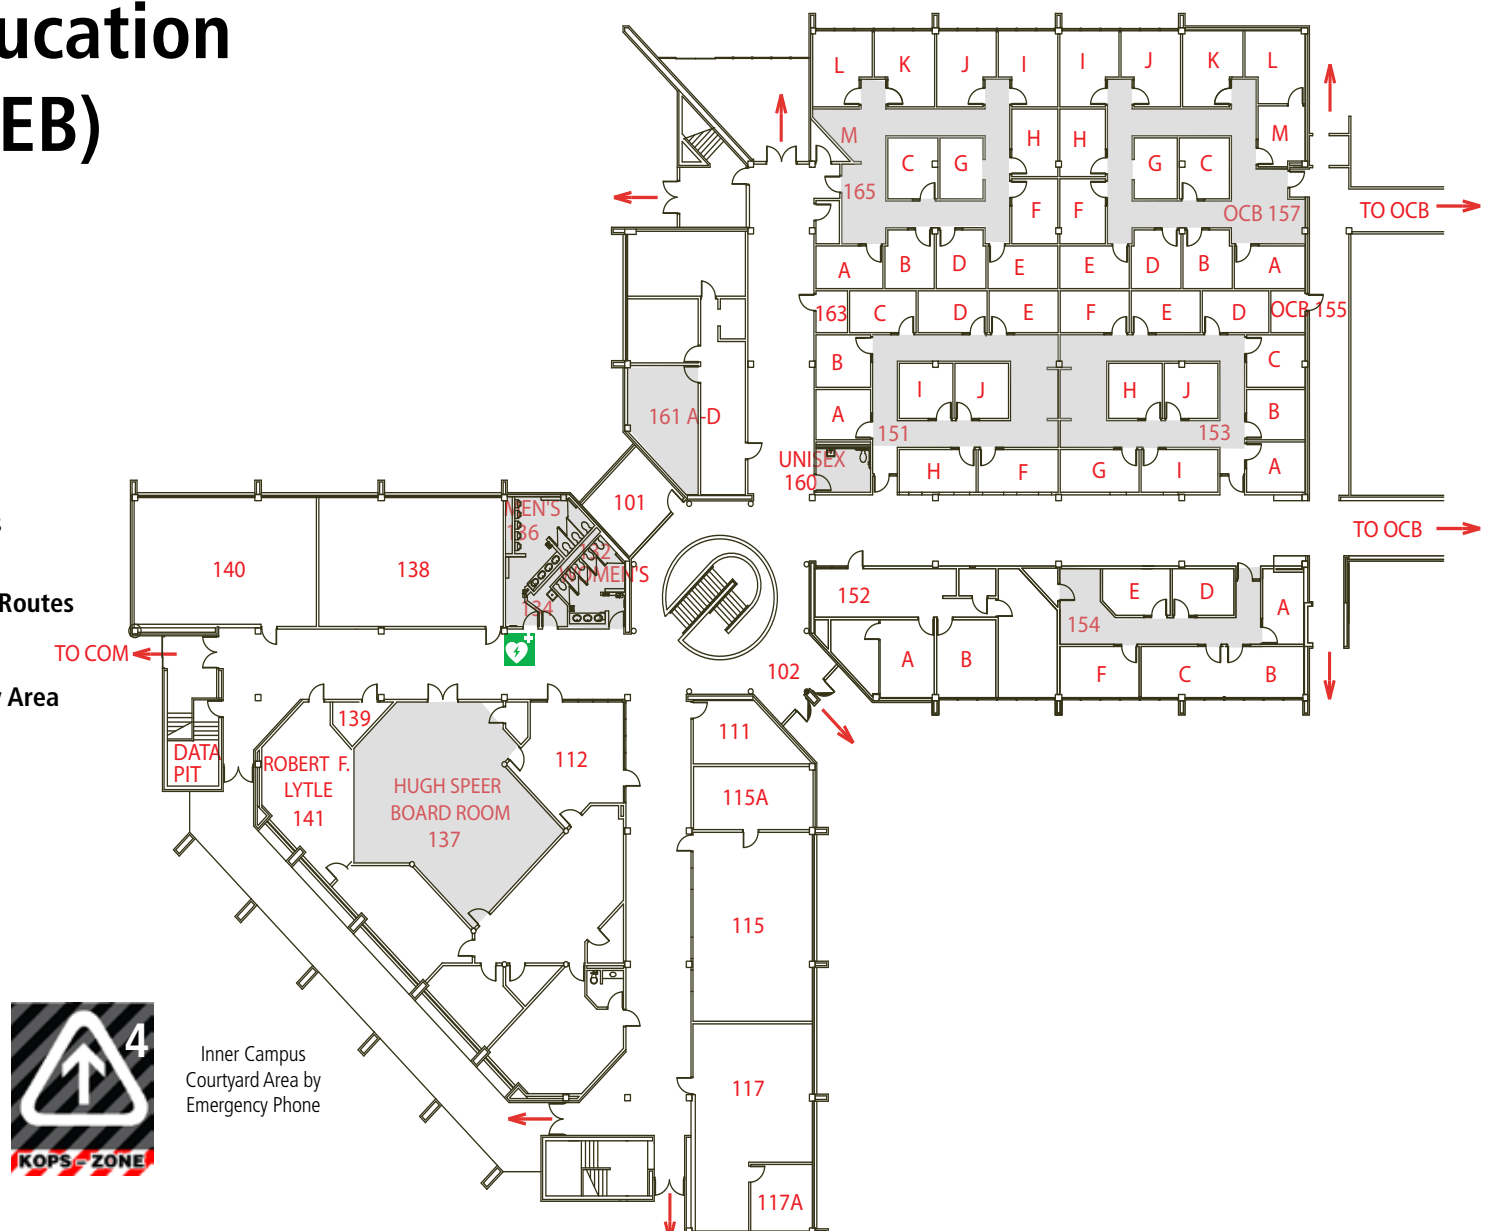 ucation
EB)
s
Routes
y Area
L K J I I J K L
M H H M
C G G C
165 F F OCB 157 TO OCB
A B D E E D B A
163 C D E F E D OCB 155
B C
I J H J
161 A-D A B
151 153
UNISEX
160
H F G I A
101
MEN'S
136
132
WOMEN'S
134
140 138
TO OCB
152 E D A
154
TO COM
102 A B F C B
139 111
DATA
PIT
ROBERT F.
LYTLE
141
HUGH SPEER
BOARD ROOM
137
112
115A
115
4
KOPS - ZONE
Inner Campus
Courtyard Area by
Emergency Phone
117
117A